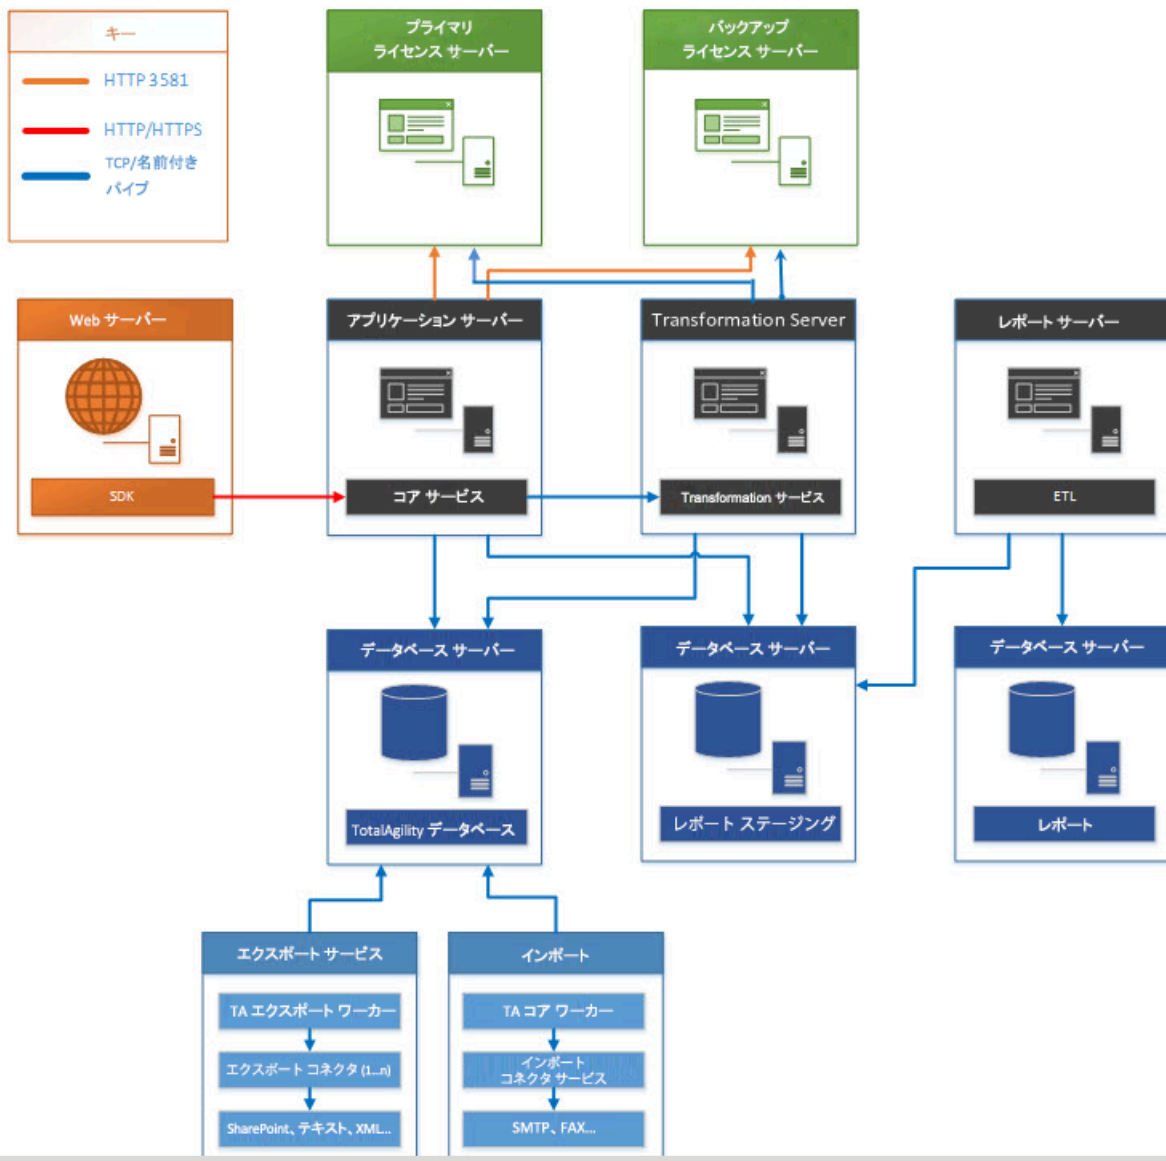 キー
HTTP 3581
HTTP/HTTPS
TCP/名前付き
パイプ
プライマリ
ライセンス サーバー
バックアップ
ライセンス サーバー
Web サーバー
SDK
アプリケーション サーバー
コア サービス
Transformation Server
Transformation サービス
レポート サーバー
ETL
データベース サーバー
TotalAgility データベース
データベース サーバー
レポート ステージング
データベース サーバー
レポート
エクスポート サービス
TA エクスポート ワーカー
エクスポート コネクタ (1...n)
SharePoint、テキスト、XML...
インポート
TA コア ワーカー
インポート
コネクタ サービス
SMTP、FAX...